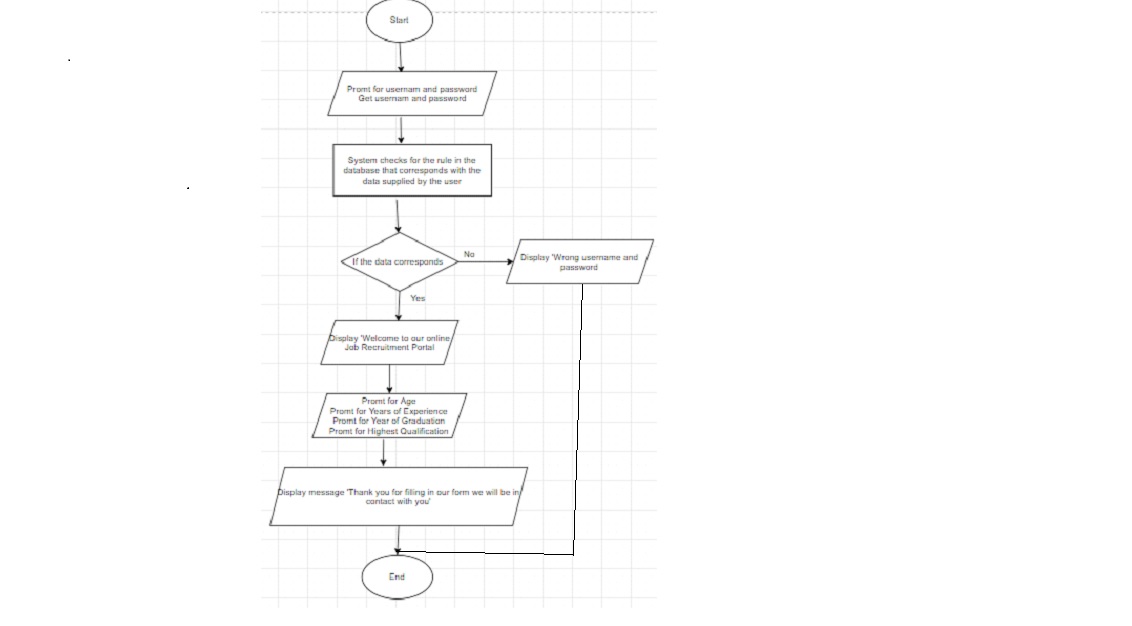 Start
Promt for usernam and password
Get usernam and password
System checks for the rule in the
database that corresponds with the
data supplied by the user
If the data corresponds
No
Display 'Wrong username and
password
Yes
Display 'Welcome to our online
Job Recruitment Portal
Promt for Age
Promt for Years of Experience
Promt for Year of Graduation
Promt for Highest Qualification
Display message 'Thank you for filling in our form we will be in
contact with you'
End